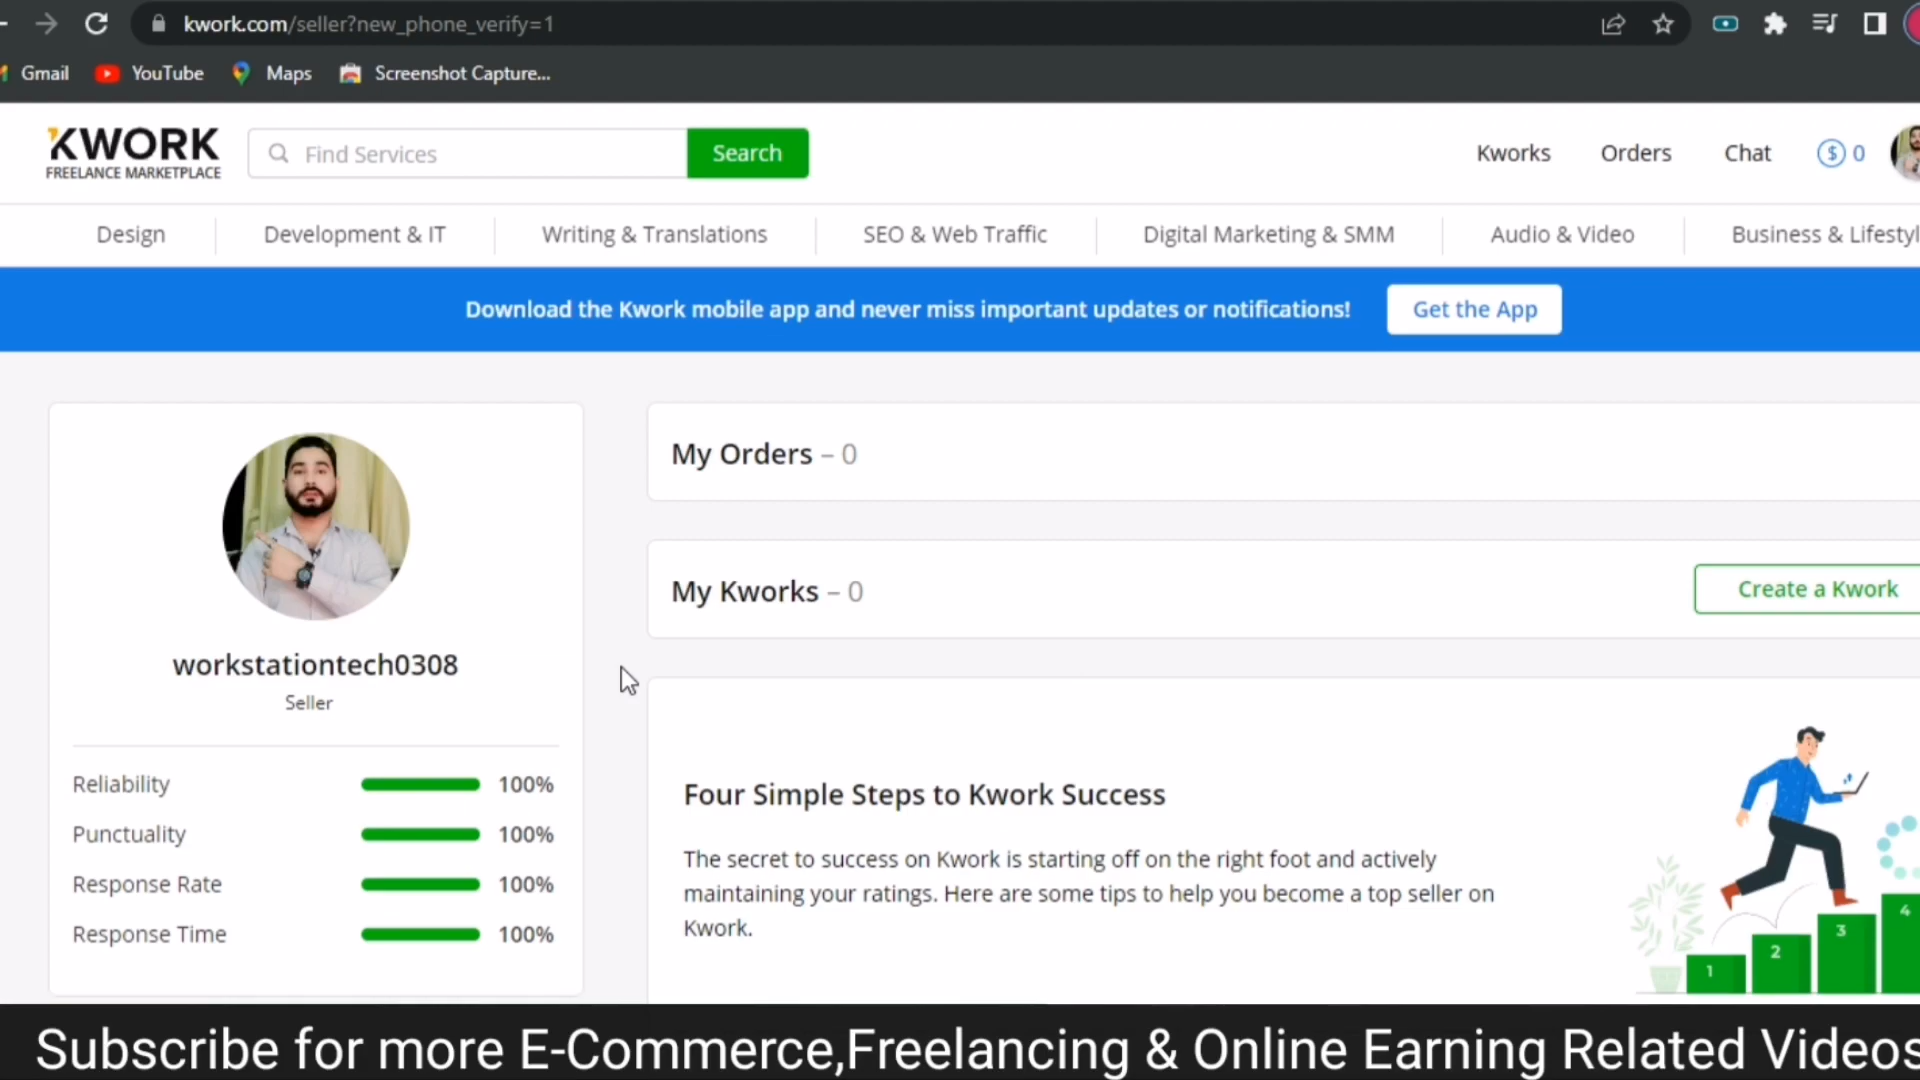 kwork.com/seller?new_phone_verify=1
Gmail YouTube Maps Screenshot Capture...
KWORK
FREELANCE MARKETPLACE
Find Services
Search
Kworks Orders Chat $ 0
Design Development & IT Writing & Translations SEO & Web Traffic Digital Marketing & SMM Audio & Video Business & Lifestyl
Download the Kwork mobile app and never miss important updates or notifications! Get the App
workstationtech0308
Seller
Reliability 100%
Punctuality 100%
Response Rate 100%
Response Time 100%
My Orders – 0
My Kworks – 0
Create a Kwork
Four Simple Steps to Kwork Success
The secret to success on Kwork is starting off on the right foot and actively
maintaining your ratings. Here are some tips to help you become a top seller on
Kwork.
1 2 3 4
Subscribe for more E-Commerce,Freelancing & Online Earning Related Videos